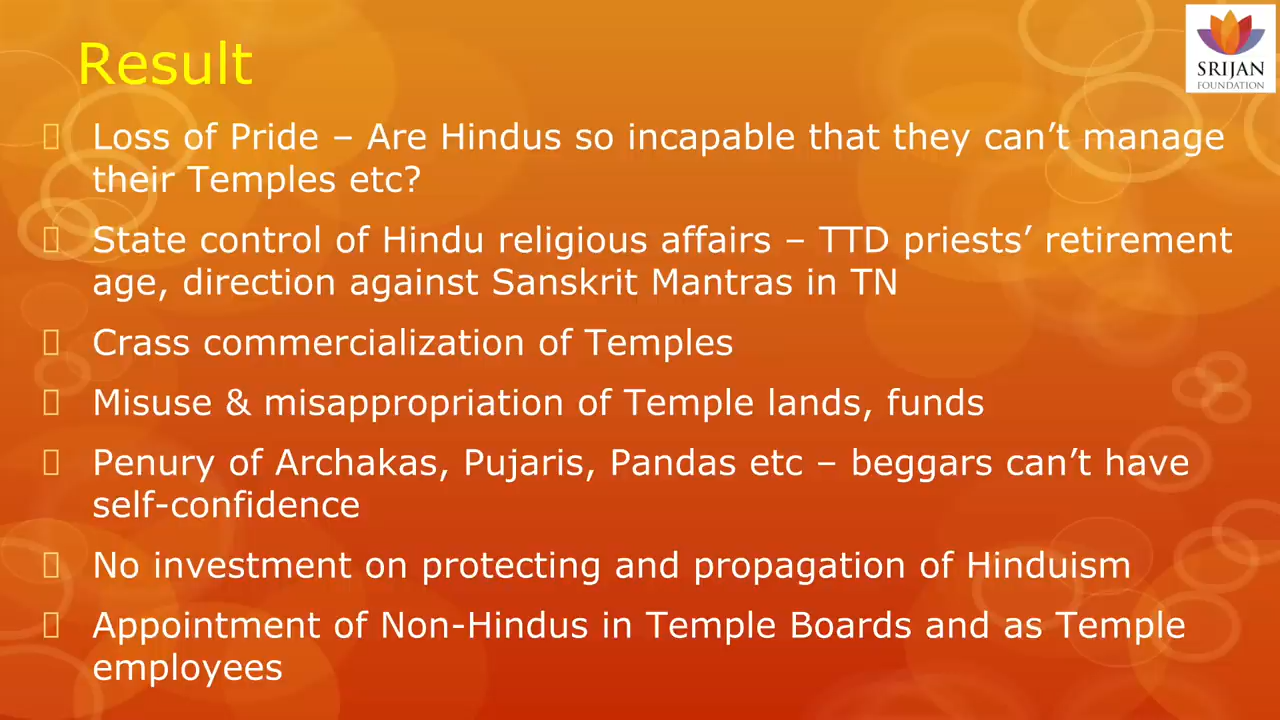 Result
SRIJAN
FOUNDATION
Loss of Pride – Are Hindus so incapable that they can’t manage
their Temples etc?
State control of Hindu religious affairs – TTD priests’ retirement
age, direction against Sanskrit Mantras in TN
Crass commercialization of Temples
Misuse & misappropriation of Temple lands, funds
Penury of Archakas, Pujaris, Pandas etc – beggars can’t have
self-confidence
No investment on protecting and propagation of Hinduism
Appointment of Non-Hindus in Temple Boards and as Temple
employees